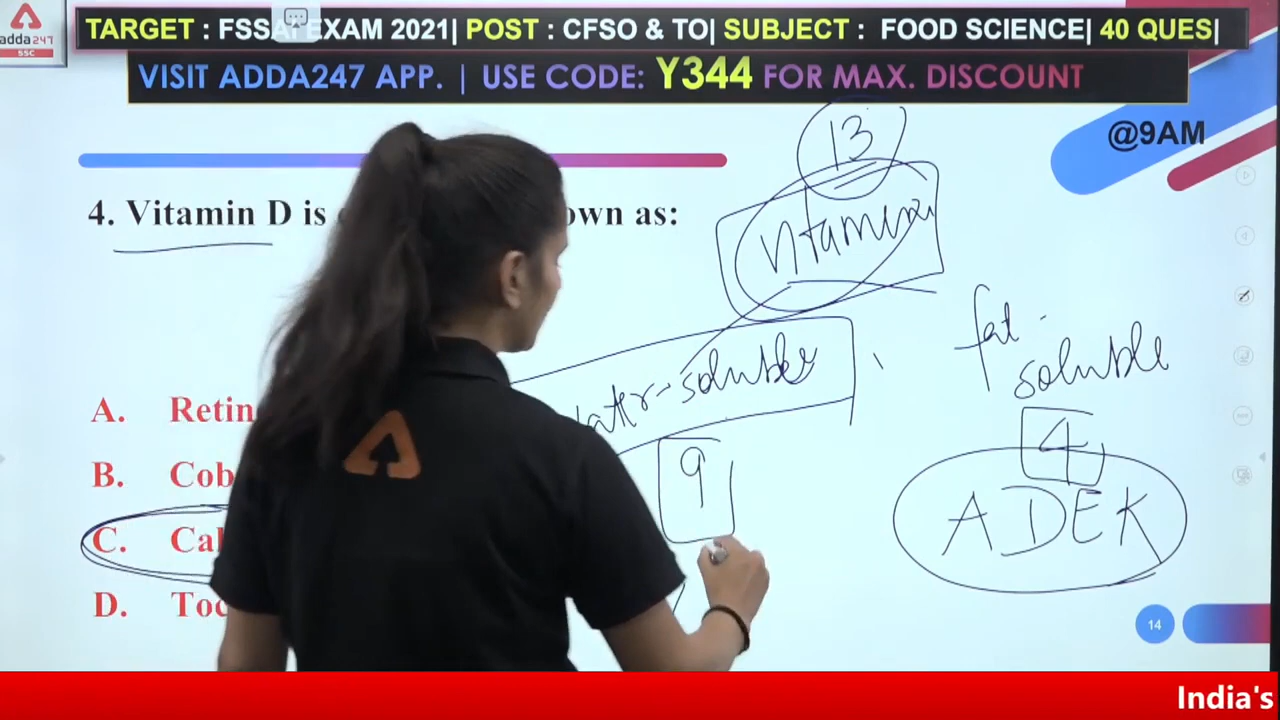 adda247
SSC
TARGET : FSSAI EXAM 2021| POST : CFSO & TO| SUBJECT : FOOD SCIENCE| 40 QUES|
VISIT ADDA247 APP. | USE CODE: Y344 FOR MAX. DISCOUNT
@9AM
13
4. Vitamin D is own as:
fat-
soluble
water-soluble
A. Retin
4
9
B. Cob
ADEK
C. Cal
D. Toc
14
India's